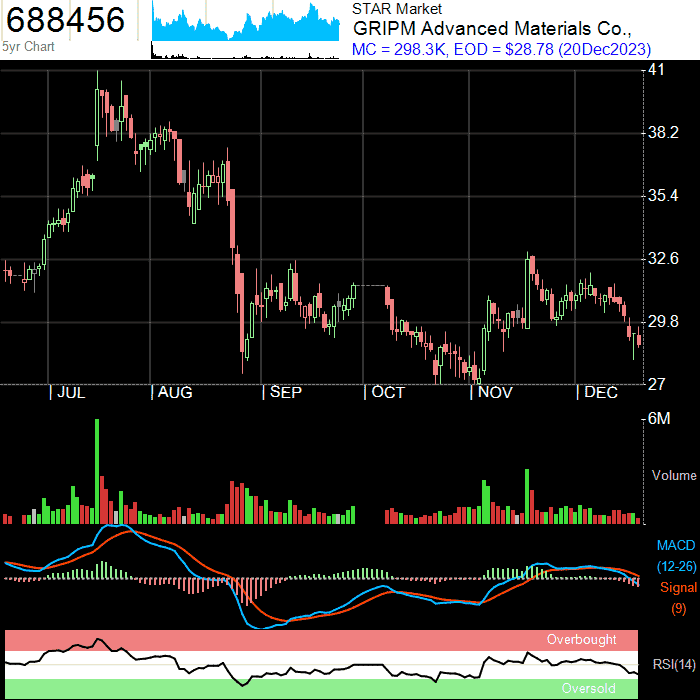 688456
5yr Chart
STAR Market
GRIPM Advanced Materials Co.,
MC = 298.3K, EOD = $28.78 (20Dec2023)
41
38.2
35.4
32.6
29.8
27
| JUL | AUG | SEP | OCT | NOV | DEC
6M
Volume
MACD
(12-26)
Signal
(9)
Overbought
RSI(14)
Oversold